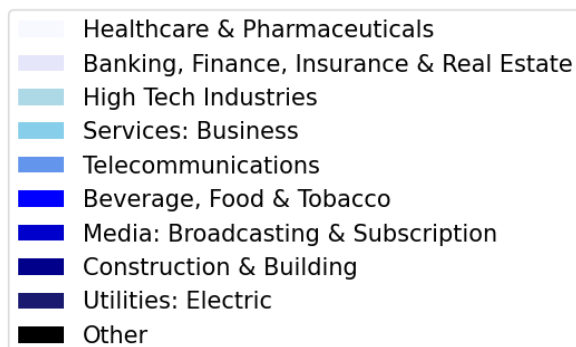 Healthcare & Pharmaceuticals
Banking, Finance, Insurance & Real Estate
High Tech Industries
Services: Business
Telecommunications
Beverage, Food & Tobacco
Media: Broadcasting & Subscription
Construction & Building
Utilities: Electric
Other